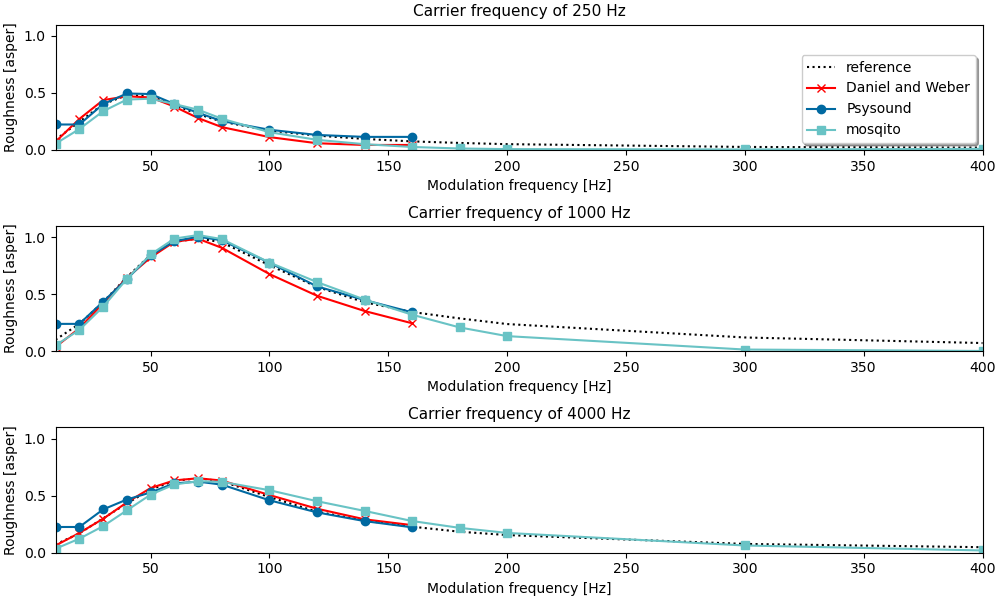 Carrier frequency of 250 Hz
Roughness [asper]
1.0
0.5
0.0
reference
Daniel and Weber
Psysound
mosqito
50 100 150 200 250 300 350 400
Modulation frequency [Hz]
Carrier frequency of 1000 Hz
Roughness [asper]
1.0
0.5
0.0
50 100 150 200 250 300 350 400
Modulation frequency [Hz]
Carrier frequency of 4000 Hz
Roughness [asper]
1.0
0.5
0.0
50 100 150 200 250 300 350 400
Modulation frequency [Hz]